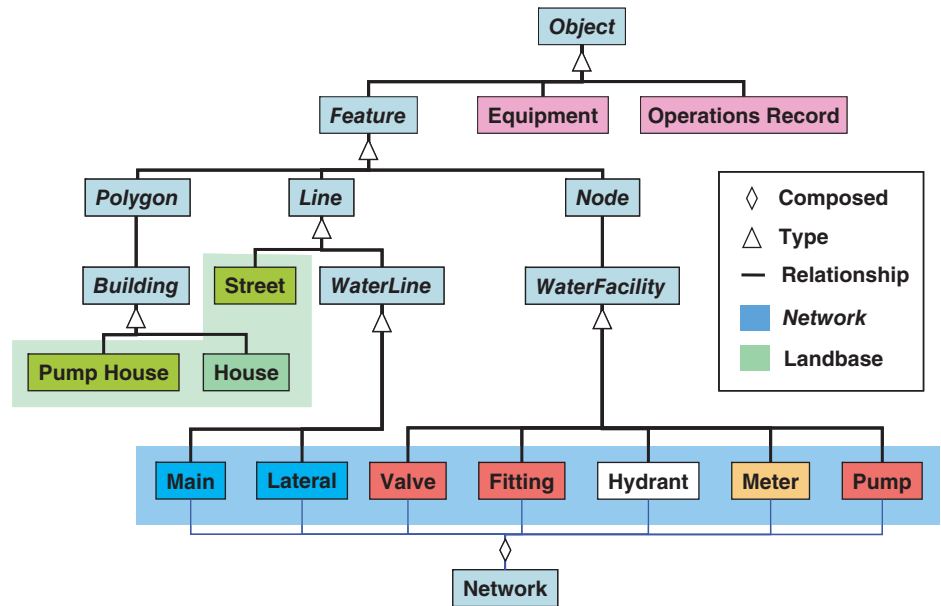 Object
Feature
Equipment
Operations Record
Polygon
Line
Node
Composed
Type
Relationship
Network
Landbase
Building
Street
WaterLine
WaterFacility
Pump House
House
Main
Lateral
Valve
Fitting
Hydrant
Meter
Pump
Network